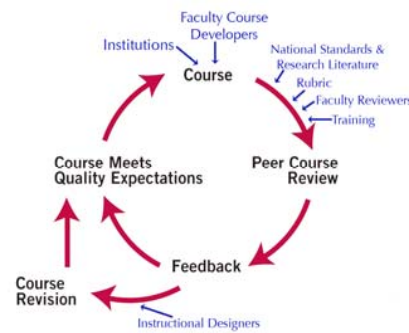 Faculty Course
Developers
Institutions
Course
National Standards &
Research Literature
Rubric
Faculty Reviewers
Training
Course Meets
Quality Expectations
Peer Course
Review
Feedback
Course
Revision
Instructional Designers